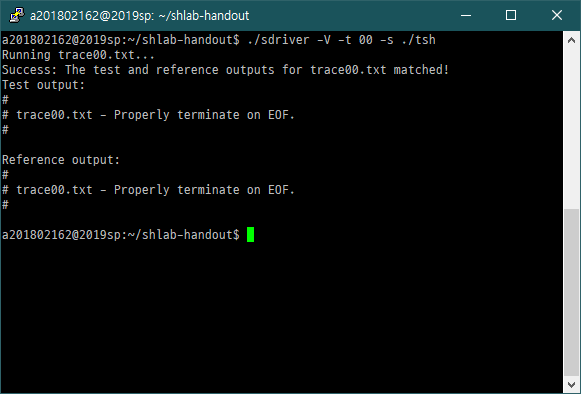 a201802162@2019sp: ~/shlab-handout
a201802162@2019sp:~/shlab-handout$ ./sdriver -V -t 00 -s ./tsh
Running trace00.txt...
Success: The test and reference outputs for trace00.txt matched!
Test output:
#
# trace00.txt - Properly terminate on EOF.
#
Reference output:
#
# trace00.txt - Properly terminate on EOF.
#
a201802162@2019sp:~/shlab-handout$